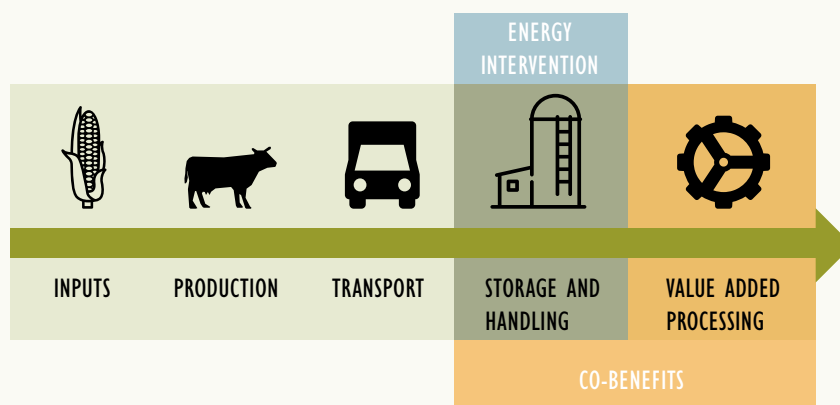 ENERGY
INTERVENTION
INPUTS
PRODUCTION
TRANSPORT
STORAGE AND
HANDLING
VALUE ADDED
PROCESSING
CO-BENEFITS